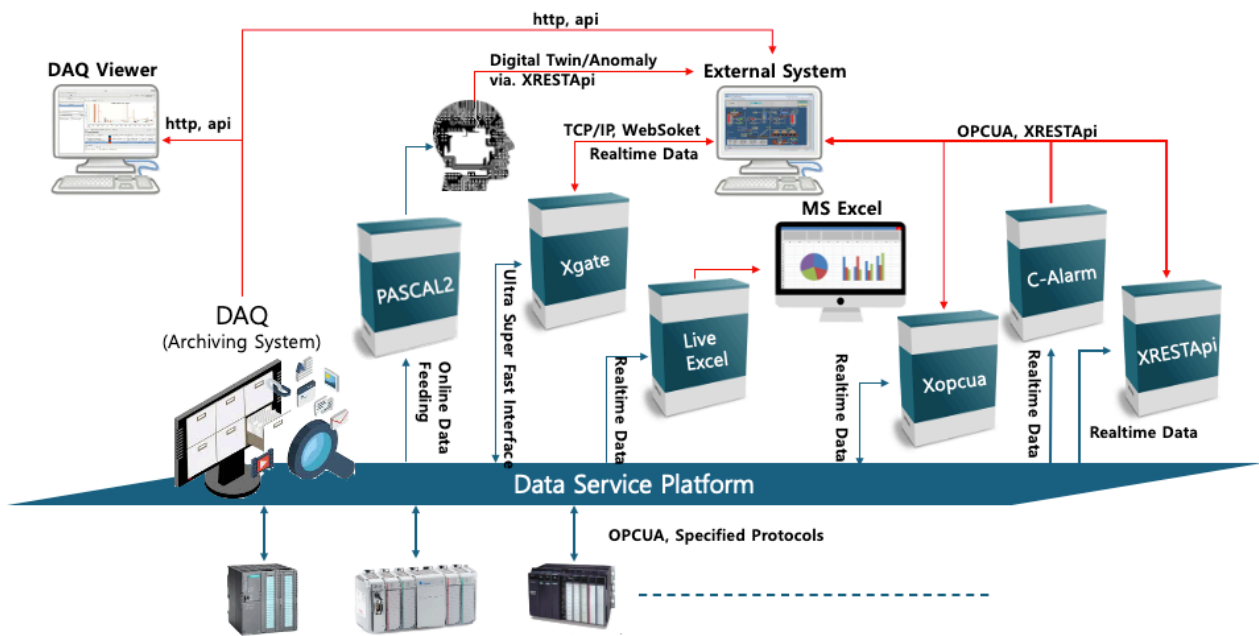 http, api
DAQ Viewer
Digital Twin/Anomaly
via. XRESTApi
External System
http, api
TCP/IP, WebSoket
Realtime Data
OPCUA, XRESTApi
MS Excel
PASCAL2
Xgate
C-Alarm
Live
Excel
XRESTApi
Xopcua
DAQ
(Archiving System)
Online Data
Feeding
Ultra Super Fast Interface
Realtime Data
Realtime Data
Realtime Data
Realtime Data
Data Service Platform
OPCUA, Specified Protocols